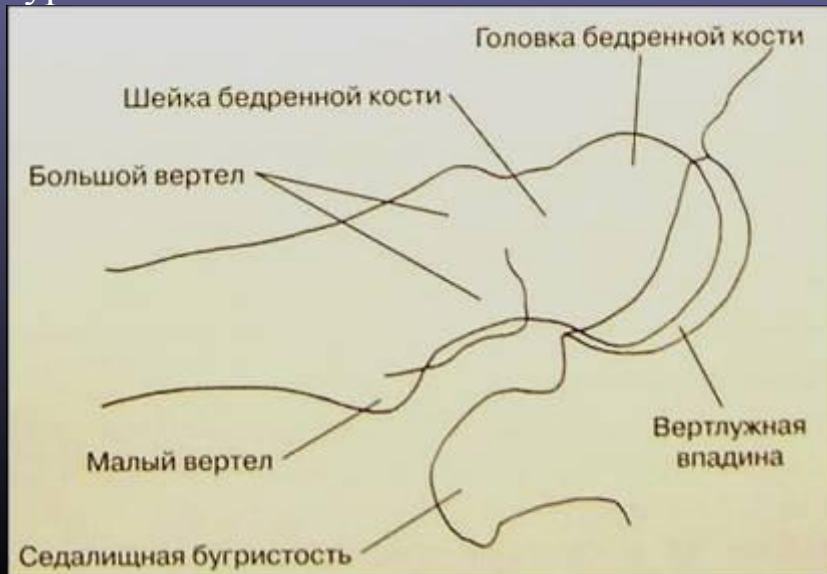 Головка бедренной кости
Шейка бедренной кости
Большой вертел
Малый вертел
Вертлужная
впадина
Седалищная бугристость